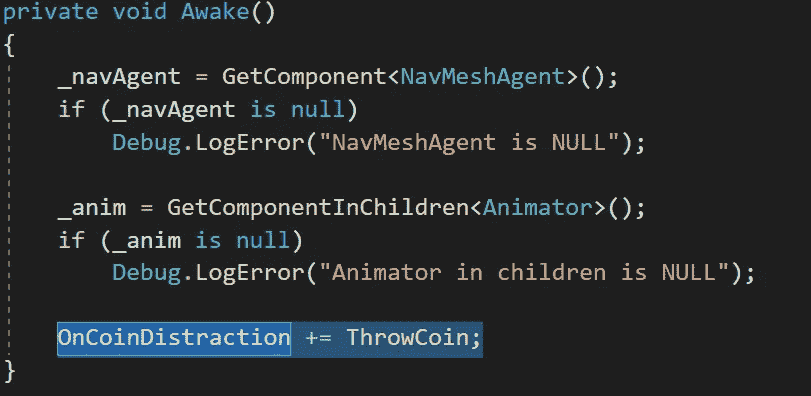 private void Awake()
{
_navAgent = GetComponent<NavMeshAgent>();
if (_navAgent is null)
Debug.LogError("NavMeshAgent is NULL");
_anim = GetComponentInChildren<Animator>();
if (_anim is null)
Debug.LogError("Animator in children is NULL");
OnCoinDistraction += ThrowCoin;
}